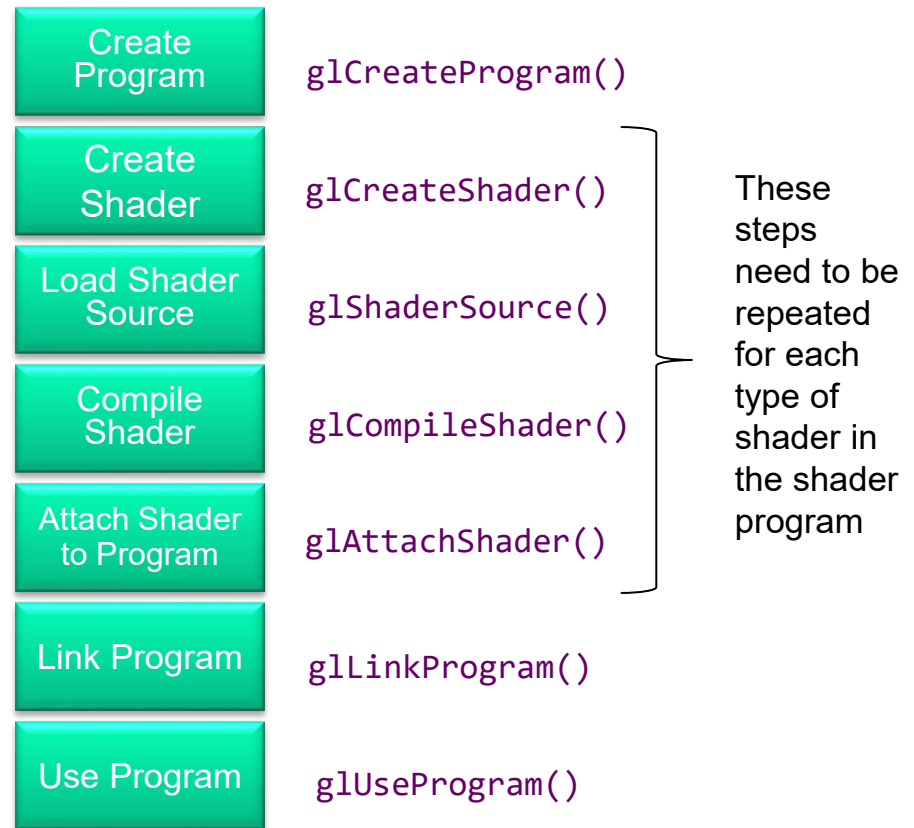 Create
Program
glCreateProgram()
Create
Shader
glCreateShader()
Load Shader
Source
glShaderSource()
Compile
Shader
glCompileShader()
Attach Shader
to Program
glAttachShader()
These
steps
need to be
repeated
for each
type of
shader in
the shader
program
Link Program
glLinkProgram()
Use Program
glUseProgram()